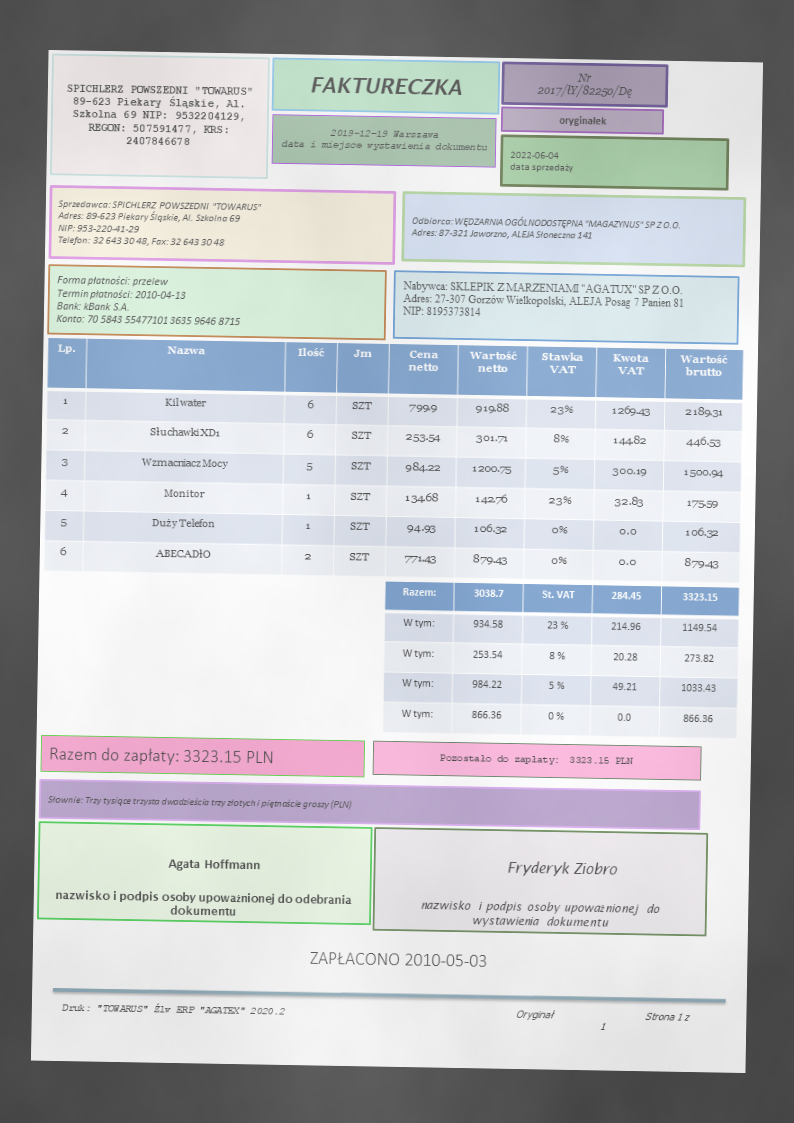 SPICHLERZ POWSZEDNI "TOWARUS"
89-623 Piekary Śląskie, Al.
Szkolna 69 NIP: 9532204129,
REGON: 507591477, KRS:
2407846678
FAKTURECZKA
2019-12-19 Warszawa
data i miejsce wystawienia dokumentu
Nr
2017/lY/82250/Dę
oryginałek
2022-06-04
data sprzedaży
Sprzedawca: SPICHLERZ POWSZEDNI "TOWARUS"
Adres: 89-623 Piekary Śląskie, Al. Szkolna 69
NIP: 953-220-41-29
Telefon: 32 643 30 48, Fax: 32 643 30 48
Odbiorca: WĘDZARNIA OGÓLNODOSTĘPNA "MAGAZYNUS" SP Z O.O.
Adres: 87-321 Jaworzno, ALEJA Słoneczna 141
Forma płatności: przelew
Termin płatności: 2010-04-13
Bank: kBank S.A.
Konto: 70 5843 55477101 3635 9646 8715
Nabywca: SKLEPIK Z MARZENIAMI "AGATUX" SP Z O.O.
Adres: 27-307 Gorzów Wielkopolski, ALEJA Posag 7 Panien 81
NIP: 8195373814
Lp. Nazwa Ilość Jm Cena netto Wartość netto Stawka VAT Kwota VAT Wartość brutto
1 Kilwater 6 SZT 799.9 919.88 23% 1269.43 2189.31
2 Słuchawki XD1 6 SZT 253.54 301.71 8% 144.82 446.53
3 Wzmacniacz Mocy 5 SZT 984.22 1200.75 5% 300.19 1500.94
4 Monitor 1 SZT 134.68 142.76 23% 32.83 175.59
5 Duży Telefon 1 SZT 94.93 106.32 0% 0.0 106.32
6 ABECADłO 2 SZT 771.43 879.43 0% 0.0 879.43
Razem: 3038.7 St. VAT 284.45 3323.15
W tym: 934.58 23 % 214.96 1149.54
W tym: 253.54 8 % 20.28 273.82
W tym: 984.22 5 % 49.21 1033.43
W tym: 866.36 0 % 0.0 866.36
Razem do zapłaty: 3323.15 PLN
Pozostało do zapłaty: 3323.15 PLN
Słownie: Trzy tysiące trzysta dwadzieścia trzy złotych i piętnaście groszy (PLN)
Agata Hoffmann
nazwisko i podpis osoby upoważnionej do odebrania
dokumentu
Fryderyk Ziobro
nazwisko i podpis osoby upoważnionej do
wystawienia dokumentu
ZAPŁACONO 2010-05-03
Druk: "TOWARUS" Źlv ERP "AGATEX" 2020.2
Oryginał
Strona 1 z
1